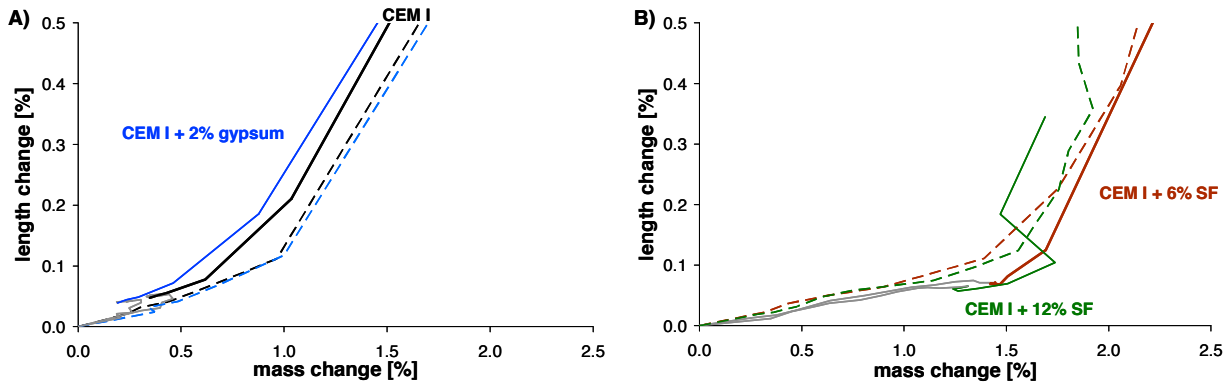 A)
CEM I
0.5
0.4
CEM I + 2% gypsum
0.3
0.2
0.1
0.0
length change [%]
0.0 0.5 1.0 1.5 2.0 2.5
mass change [%]
B)
0.5
0.4
0.3
0.2
CEM I + 6% SF
0.1
CEM I + 12% SF
0.0
length change [%]
0.0 0.5 1.0 1.5 2.0 2.5
mass change [%]